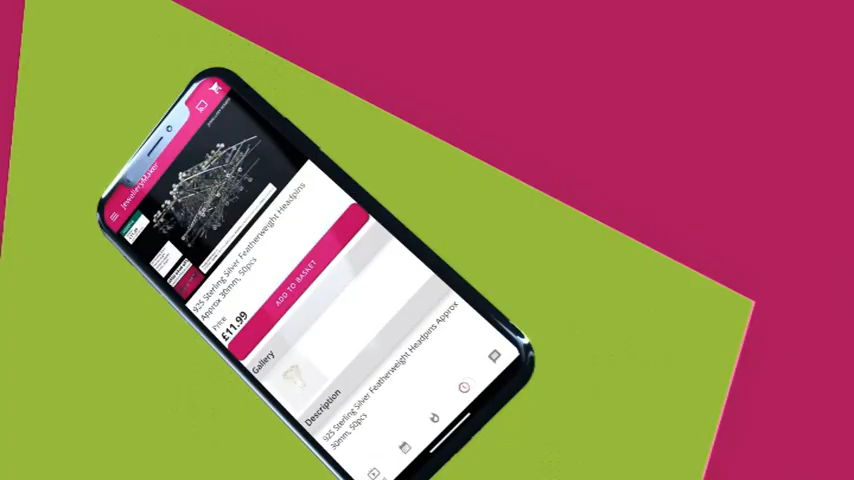 JewelleryMaker
925 Sterling Silver Featherweight Headpins
Approx 30mm, 50pcs
Price
£11.99
ADD TO BASKET
Gallery
Description
925 Sterling Silver Featherweight Headpins Approx
30mm, 50pcs